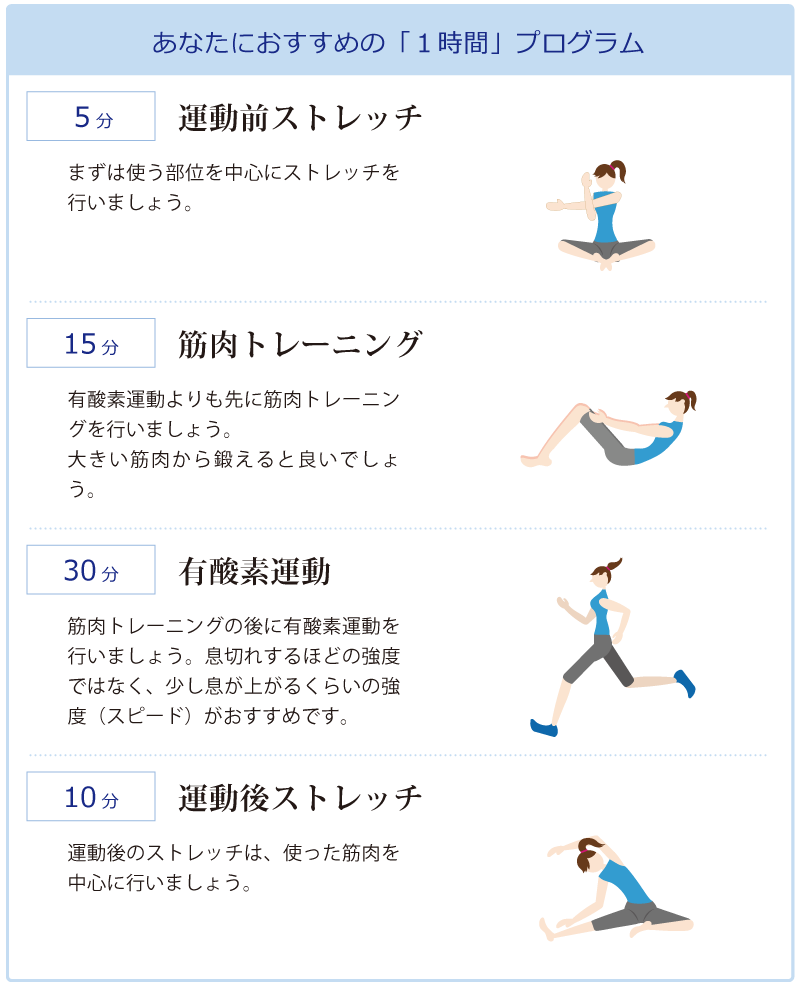 あなたにおすすめの「１時間」プログラム
5 分 運動前ストレッチ
まずは使う部位を中心にストレッチを
行いましょう。
15 分 筋肉トレーニング
有酸素運動よりも先に筋肉トレーニン
グを行いましょう。
大きい筋肉から鍛えると良いでしょ
う。
30 分 有酸素運動
筋肉トレーニングの後に有酸素運動を
行いましょう。息切れするほどの強度
ではなく、少し息が上がるくらいの強
度（スピード）がおすすめです。
10 分 運動後ストレッチ
運動後のストレッチは、使った筋肉を
中心に行いましょう。